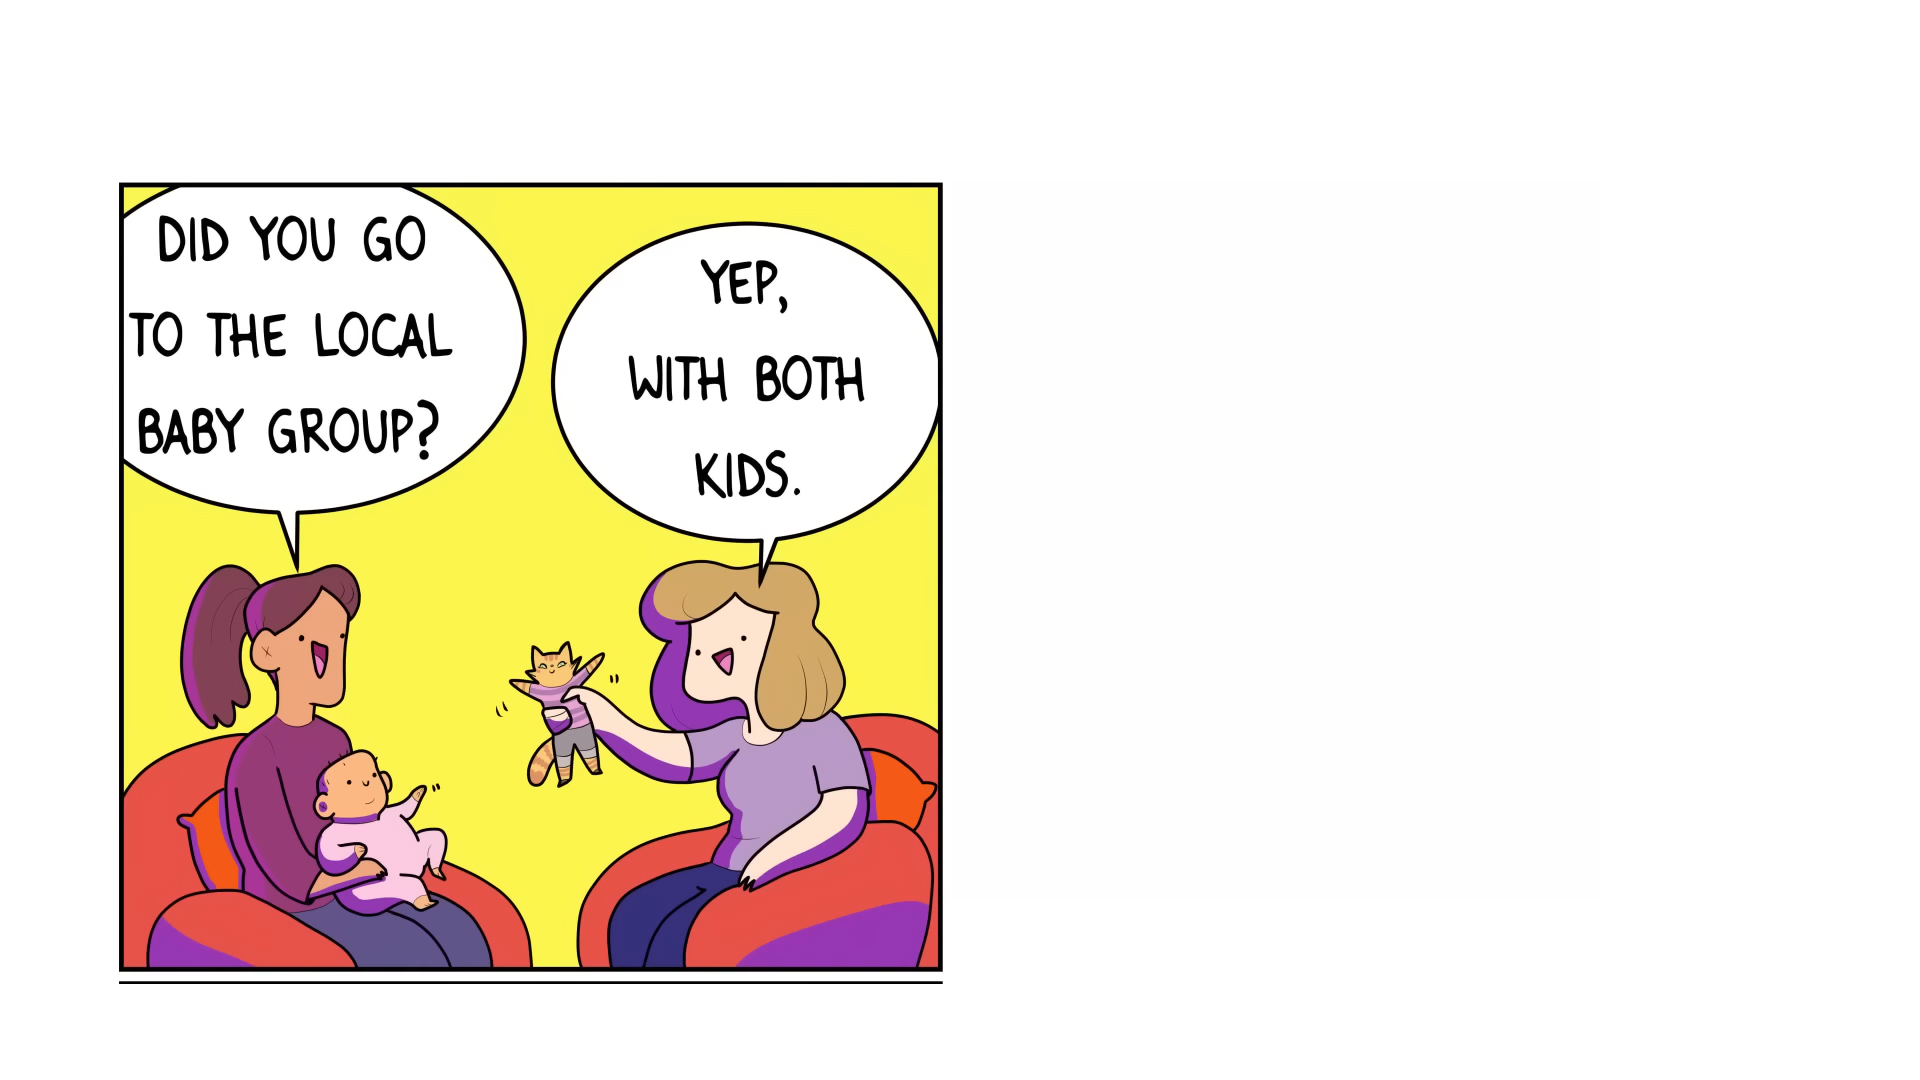 DID YOU GO
TO THE LOCAL
BABY GROUP?
YEP,
WITH BOTH
KIDS.